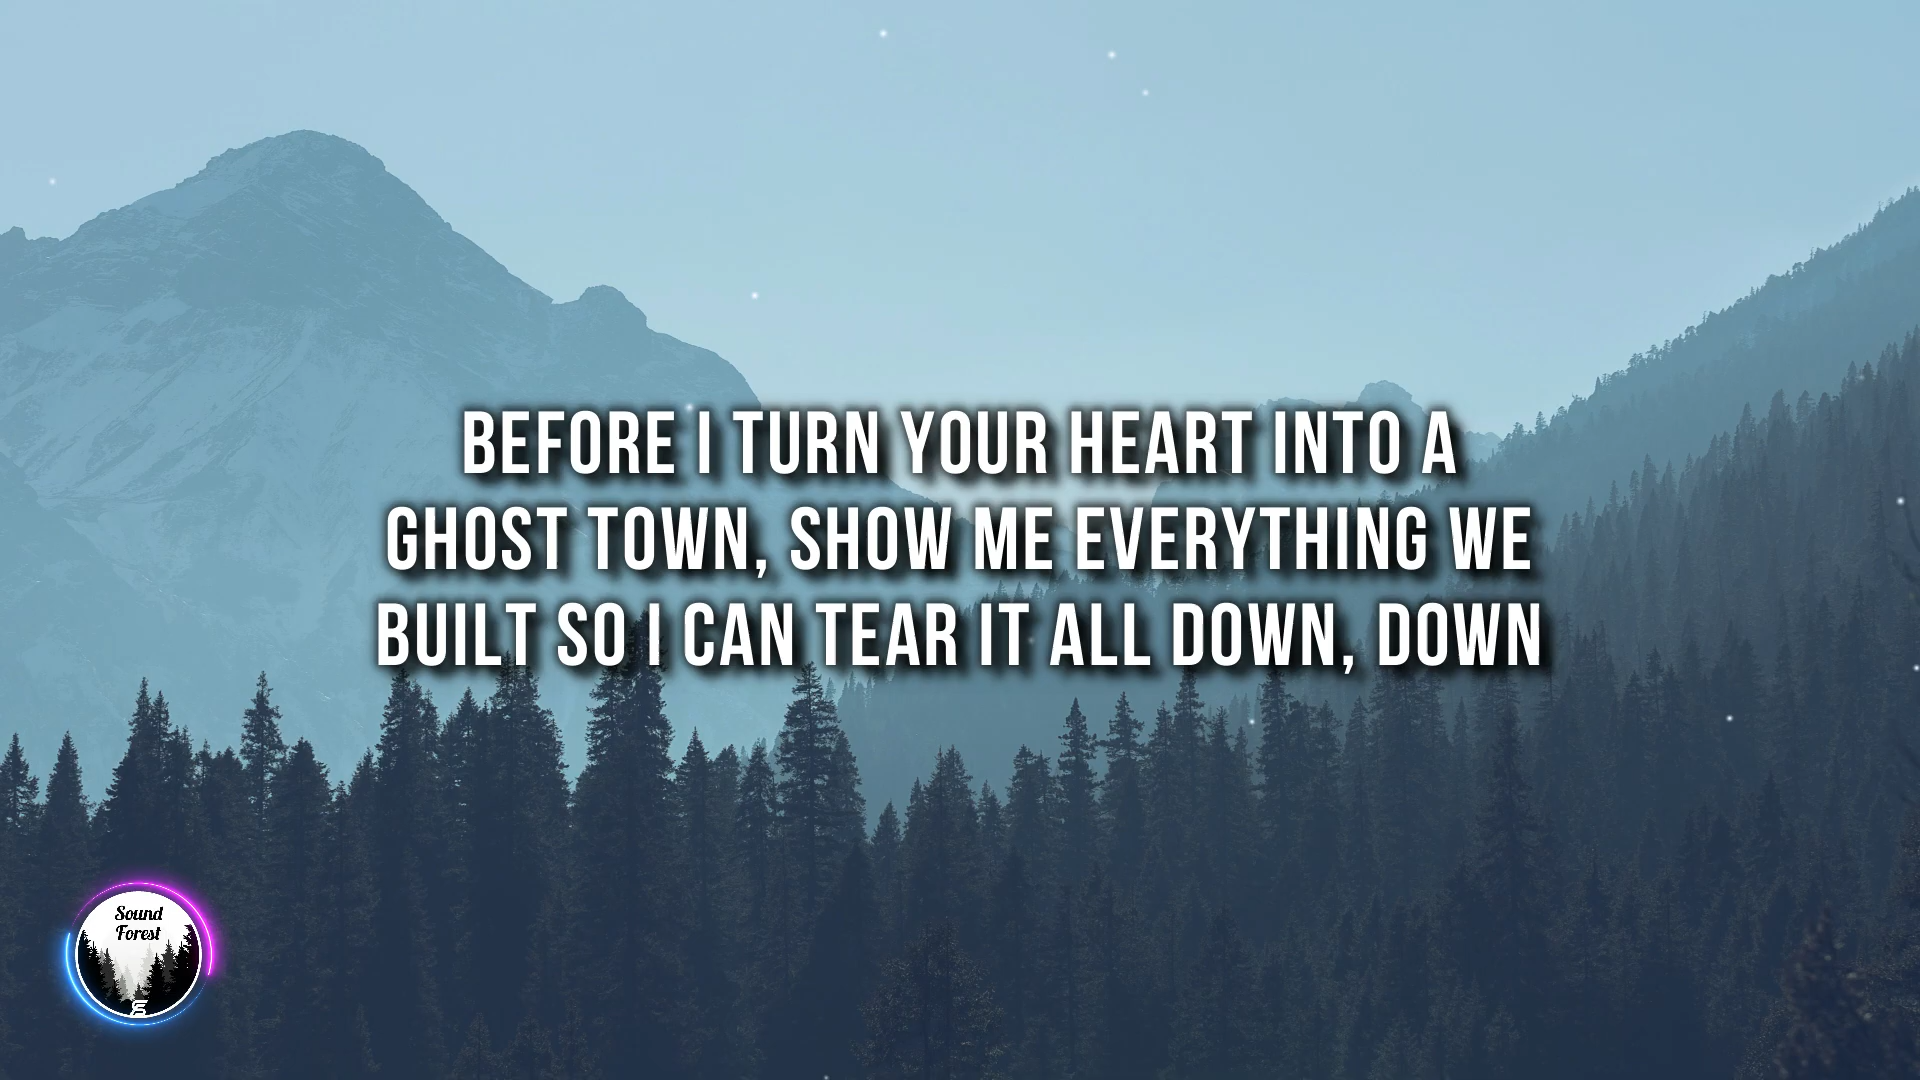 BEFORE I TURN YOUR HEART INTO A
GHOST TOWN, SHOW ME EVERYTHING WE
BUILT SO I CAN TEAR IT ALL DOWN, DOWN
Sound
Forest